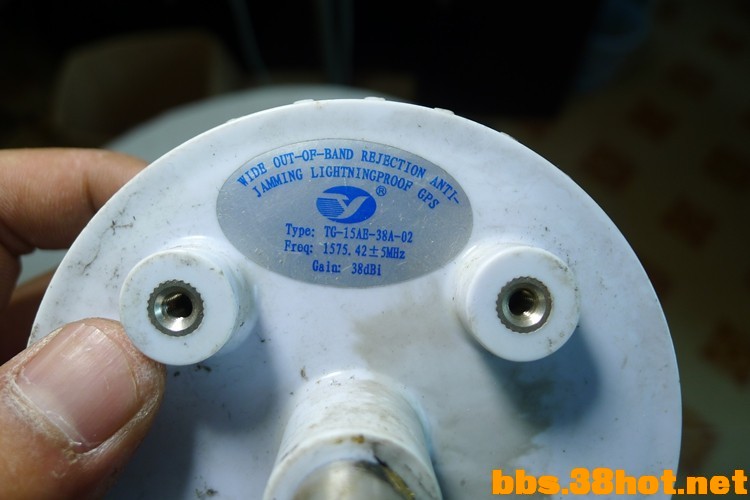 WIDE OUT-OF-BAND REJECTION ANTI-
JAMMING LIGHTNINGPROOF GPS
®
Type: TG-15AE-38A-02
Freq: 1575.42±5MHz
Gain: 38dBi
bbs.38hot.net